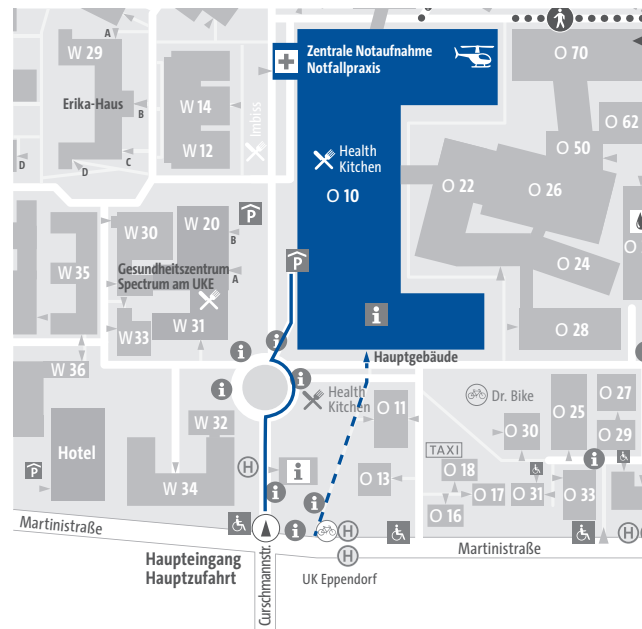 A
W 29
Zentrale Notaufnahme
Notfallpraxis
O 70
Erika-Haus
W 14
B
Imbiss
O 62
W 12
C
D
D
Health
Kitchen
O 50
O 22
O 26
O 10
W 20
P
W 30
B
W 35
Gesundheitszentrum
Spectrum am UKE
A
P
O 24
O
W 33
W 31
i
O 28
i
i
Hauptgebäude
W 36
i
i
Health
Kitchen
Dr. Bike
O 27
O 11
O 25
W 32
O 30
O 29
Hotel
TAXI
P
H
i
O 13
O 18
i
W 34
O 17
O 31
O 33
i
i
O 16
Martinistraße
i
H
H
Haupteingang
Hauptzufahrt
Curschmannstr.
H
Martinistraße
UK Eppendorf